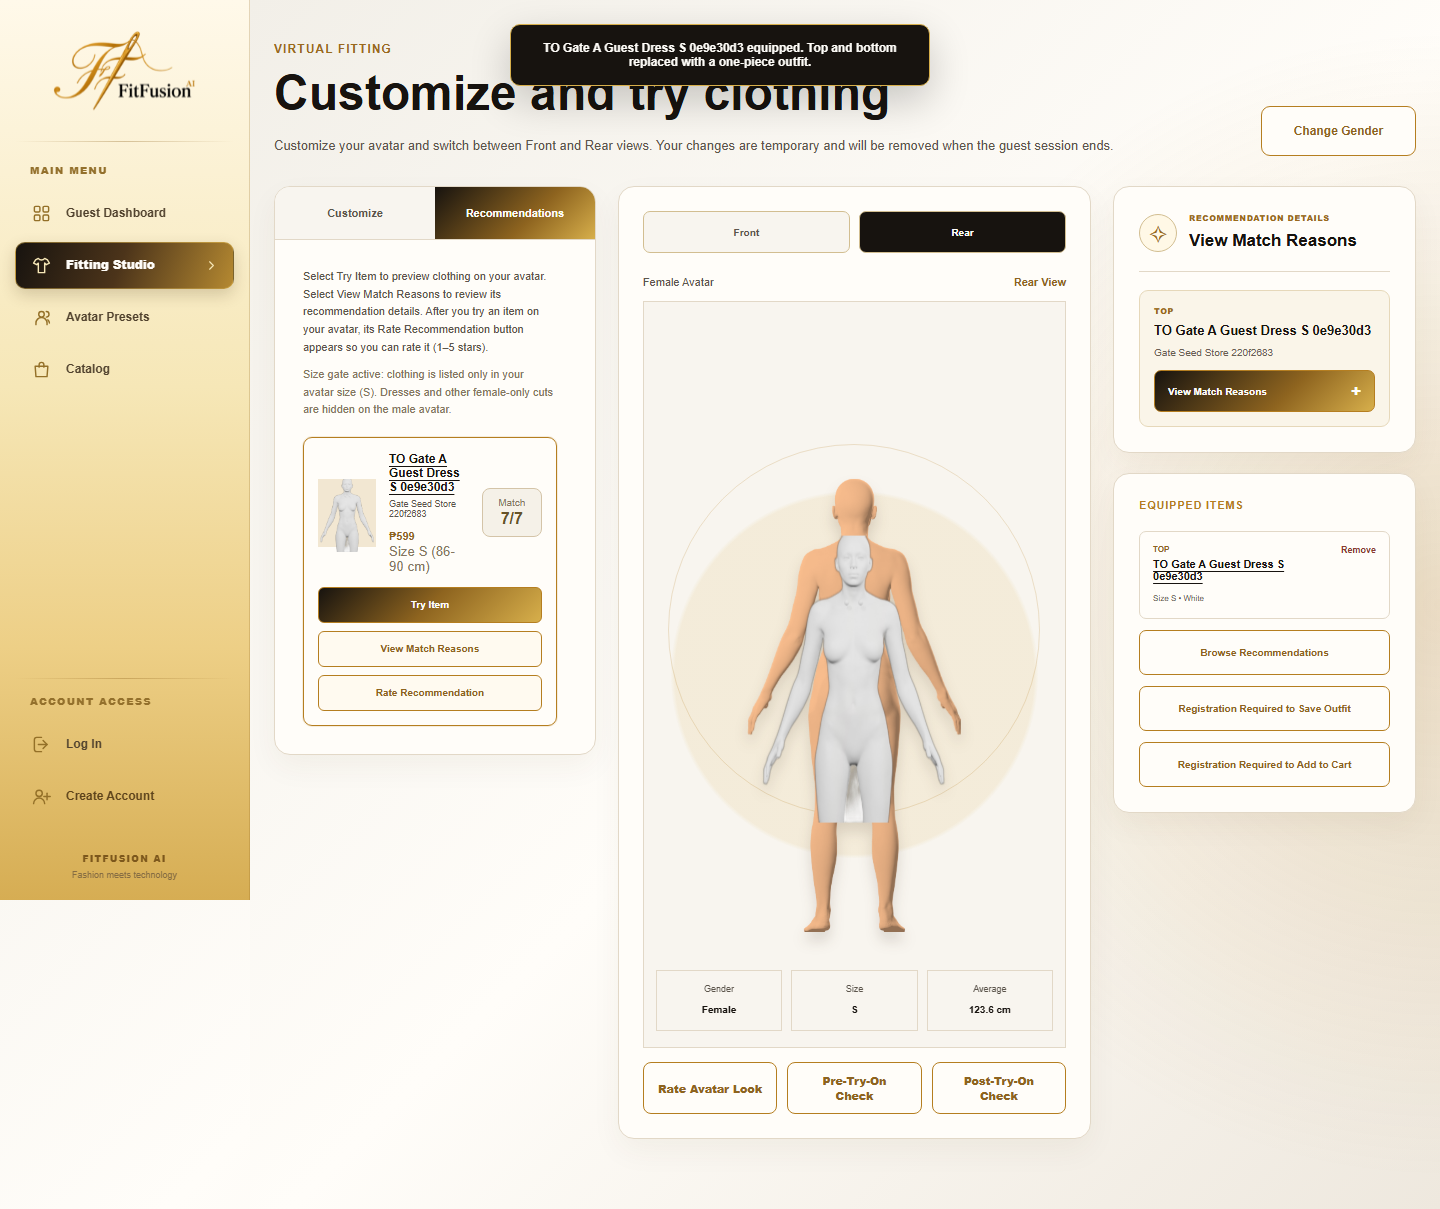 FitFusion AI
MAIN MENU
Guest Dashboard
Fitting Studio
Avatar Presets
Catalog
ACCOUNT ACCESS
Log In
Create Account
FITFUSION AI
Fashion meets technology
TO Gate A Guest Dress S 0e9e30d3 equipped. Top and bottom
replaced with a one-piece outfit.
VIRTUAL FITTING
Customize and try clothing
Customize your avatar and switch between Front and Rear views. Your changes are temporary and will be removed when the guest session ends.
Change Gender
Customize
Recommendations
Select Try Item to preview clothing on your avatar.
Select View Match Reasons to review its
recommendation details. After you try an item on
your avatar, its Rate Recommendation button
appears so you can rate it (1–5 stars).
Size gate active: clothing is listed only in your
avatar size (S). Dresses and other female-only cuts
are hidden on the male avatar.
TO Gate A
Guest Dress
S 0e9e30d3
Gate Seed Store
220f2683
₱599
Size S (86-
90 cm)
Match
7/7
Try Item
View Match Reasons
Rate Recommendation
Front
Rear
Female Avatar
Rear View
Gender
Female
Size
S
Average
123.6 cm
Rate Avatar Look
Pre-Try-On
Check
Post-Try-On
Check
RECOMMENDATION DETAILS
View Match Reasons
TOP
TO Gate A Guest Dress S 0e9e30d3
Gate Seed Store 220f2683
View Match Reasons +
EQUIPPED ITEMS
TOP
Remove
TO Gate A Guest Dress S
0e9e30d3
Size S • White
Browse Recommendations
Registration Required to Save Outfit
Registration Required to Add to Cart